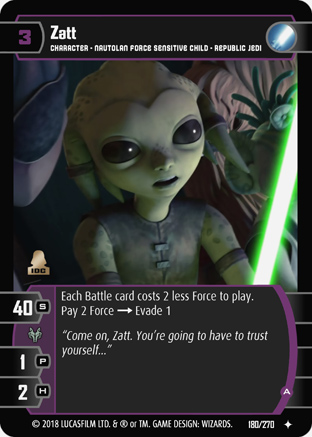 3
Zatt
CHARACTER • NAUTOLAN FORCE SENSITIVE CHILD • REPUBLIC JEDI
IDC
40 S
1 P
2 H
Each Battle card costs 2 less Force to play.
Pay 2 Force → Evade 1
“Come on, Zatt. You're going to have to trust
yourself...”
A
© 2018 LUCASFILM LTD. & ® or TM. GAME DESIGN: WIZARDS. 180/270